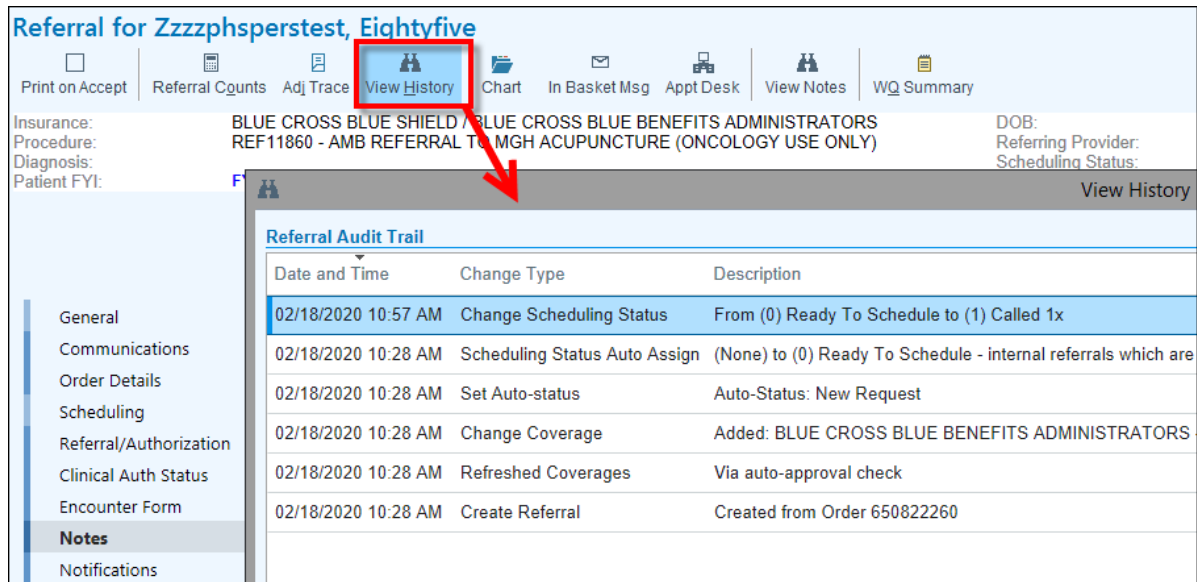 Referral for Zzzzphsperstest, Eightyfive
Print on Accept Referral Counts Adj Trace View History Chart In Basket Msg Appt Desk View Notes WQ Summary
Insurance: BLUE CROSS BLUE SHIELD / BLUE CROSS BLUE BENEFITS ADMINISTRATORS DOB:
Procedure: REF11860 - AMB REFERRAL TO MGH ACUPUNCTURE (ONCOLOGY USE ONLY) Referring Provider:
Diagnosis: Scheduling Status:
Patient FYI:
View History
Referral Audit Trail
Date and Time Change Type Description
02/18/2020 10:57 AM Change Scheduling Status From (0) Ready To Schedule to (1) Called 1x
02/18/2020 10:28 AM Scheduling Status Auto Assign (None) to (0) Ready To Schedule - internal referrals which are
02/18/2020 10:28 AM Set Auto-status Auto-Status: New Request
02/18/2020 10:28 AM Change Coverage Added: BLUE CROSS BLUE BENEFITS ADMINISTRATORS -
02/18/2020 10:28 AM Refreshed Coverages Via auto-approval check
02/18/2020 10:28 AM Create Referral Created from Order 650822260
General
Communications
Order Details
Scheduling
Referral/Authorization
Clinical Auth Status
Encounter Form
Notes
Notifications